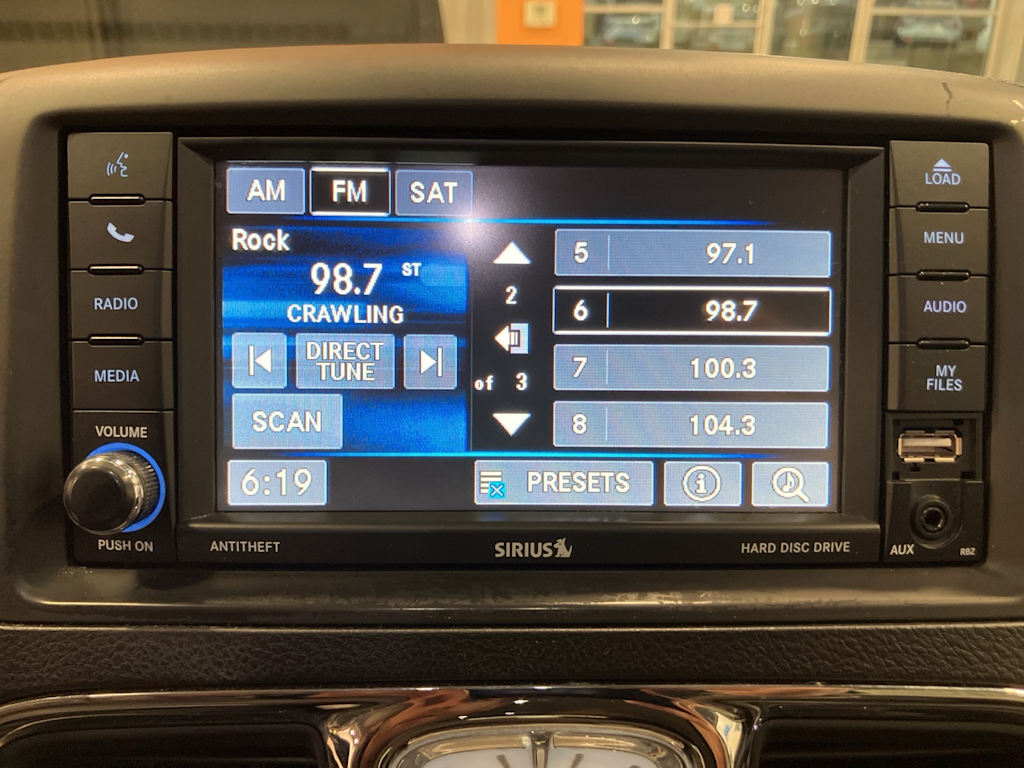 AM FM SAT
Rock
98.7 ST
CRAWLING
DIRECT
TUNE
SCAN
6:19
2
of 3
5 97.1
6 98.7
7 100.3
8 104.3
PRESETS
i
RADIO
MEDIA
VOLUME
PUSH ON
LOAD
MENU
AUDIO
MY
FILES
AUX
RBZ
ANTITHEFT
SIRIUS
HARD DISC DRIVE